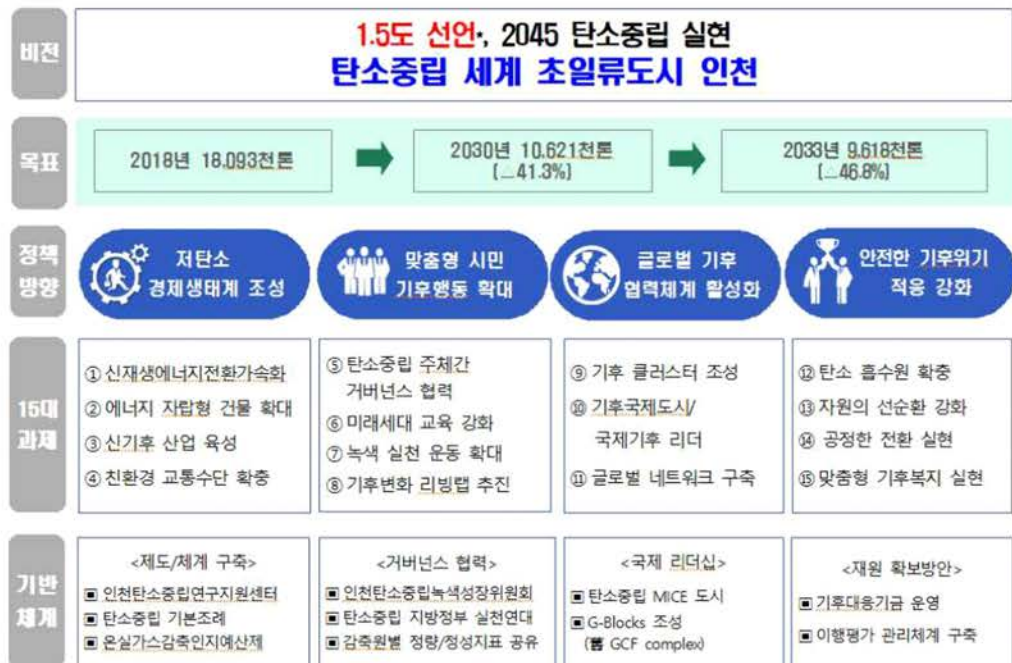 비전
1.5도 선언*, 2045 탄소중립 실현
탄소중립 세계 초일류도시 인천
목표
2018년 18.093천톤
2030년 10.621천톤
(△41.3%)
2033년 9.618천톤
(△46.8%)
정책
방향
저탄소
경제생태계 조성
맞춤형 시민
기후행동 확대
글로벌 기후
협력체계 활성화
안전한 기후위기
적응 강화
15대
과제
① 신재생에너지전환가속화
② 에너지 자립형 건물 확대
③ 신기후 산업 육성
④ 친환경 교통수단 확충
⑤ 탄소중립 주체간
거버넌스 협력
⑥ 미래세대 교육 강화
⑦ 녹색 실천 운동 확대
⑧ 기후변화 리빙랩 추진
⑨ 기후 클러스터 조성
⑩ 기후국제도시/
국제기후 리더
⑪ 글로벌 네트워크 구축
⑫ 탄소 흡수원 확충
⑬ 자원의 선순환 강화
⑭ 공정한 전환 실현
⑮ 맞춤형 기후복지 실현
기반
체계
<제도/체계 구축>
▣ 인천탄소중립연구지원센터
▣ 탄소중립 기본조례
▣ 온실가스감축인지예산제
<거버넌스 협력>
▣ 인천탄소중립녹색성장위원회
▣ 탄소중립 지방정부 실천연대
▣ 감축원별 정량/정성지표 공유
<국제 리더십>
▣ 탄소중립 MICE 도시
▣ G-Blocks 조성
(舊 GCF complex)
<재원 확보방안>
▣ 기후대응기금 운영
▣ 이행평가 관리체계 구축